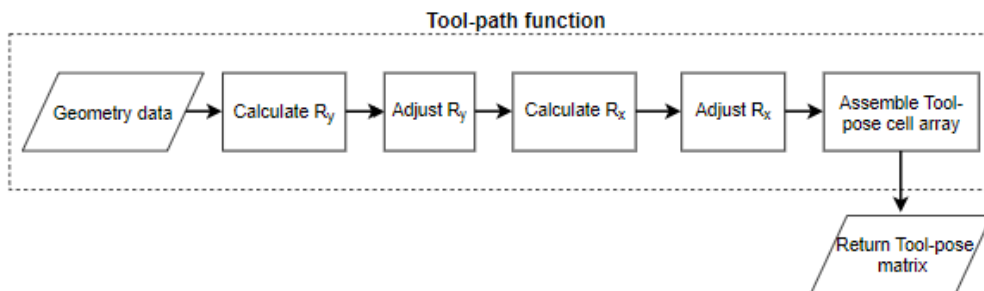 Tool-path function
Geometry data
Calculate Ry
Adjust Ry
Calculate Rx
Adjust Rx
Assemble Tool-
pose cell array
Return Tool-pose
matrix